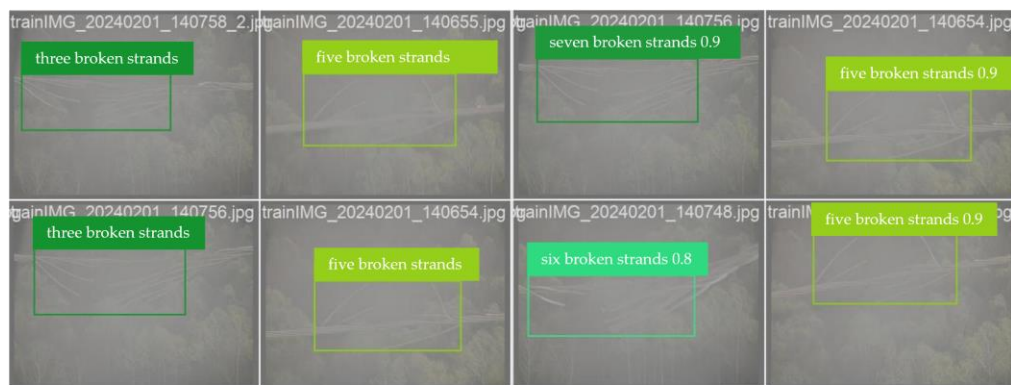 trainIMG_20240201_140758_2.jpg
three broken strands
trainIMG_20240201_140655.jpg
five broken strands
trainIMG_20240201_140756.jpg
seven broken strands 0.9
trainIMG_20240201_140654.jpg
five broken strands 0.9
trainIMG_20240201_140756.jpg
three broken strands
trainIMG_20240201_140654.jpg
five broken strands
trainIMG_20240201_140748.jpg
six broken strands 0.8
five broken strands 0.9